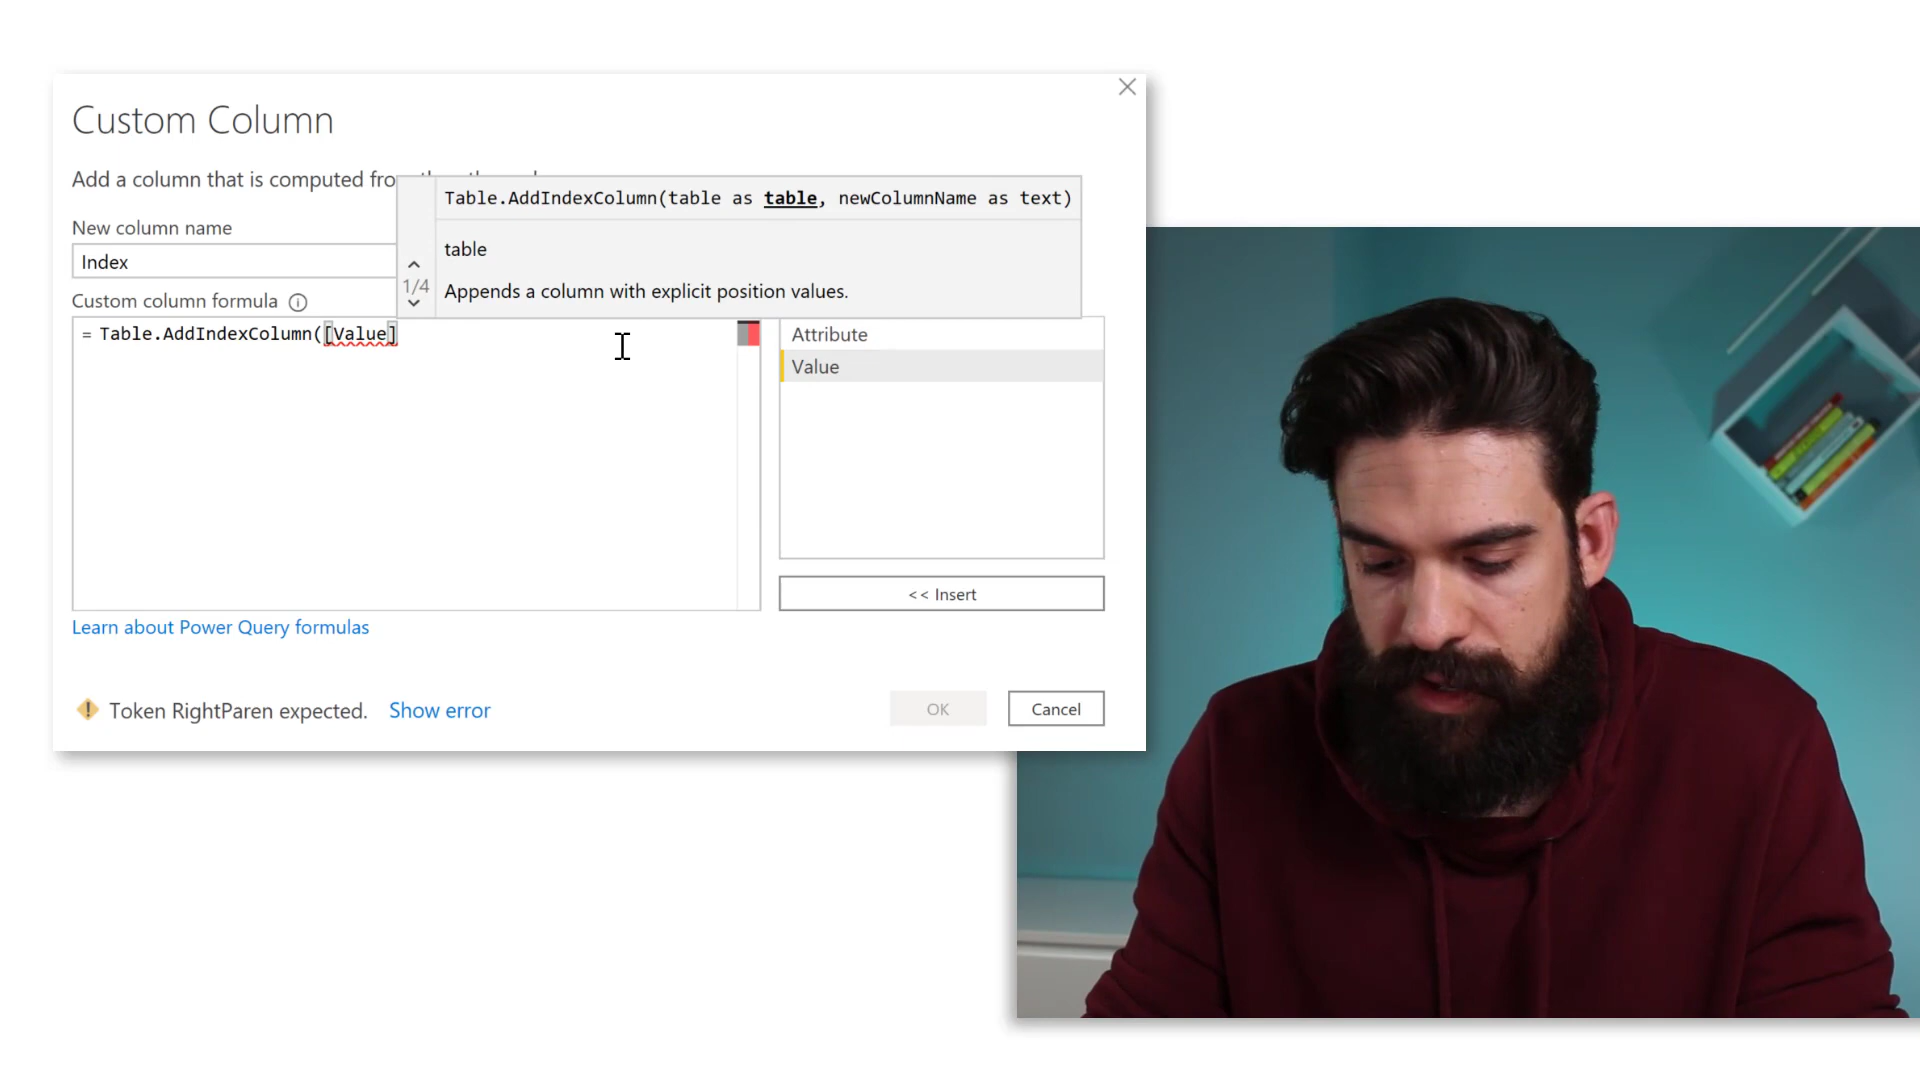 Custom Column
Add a column that is computed fro
Table.AddIndexColumn(table as table, newColumnName as text)
New column name
table
Index
1/4
Appends a column with explicit position values.
Custom column formula
= Table.AddIndexColumn([Value]
Attribute
Value
<< Insert
Learn about Power Query formulas
Token RightParen expected. Show error
OK
Cancel